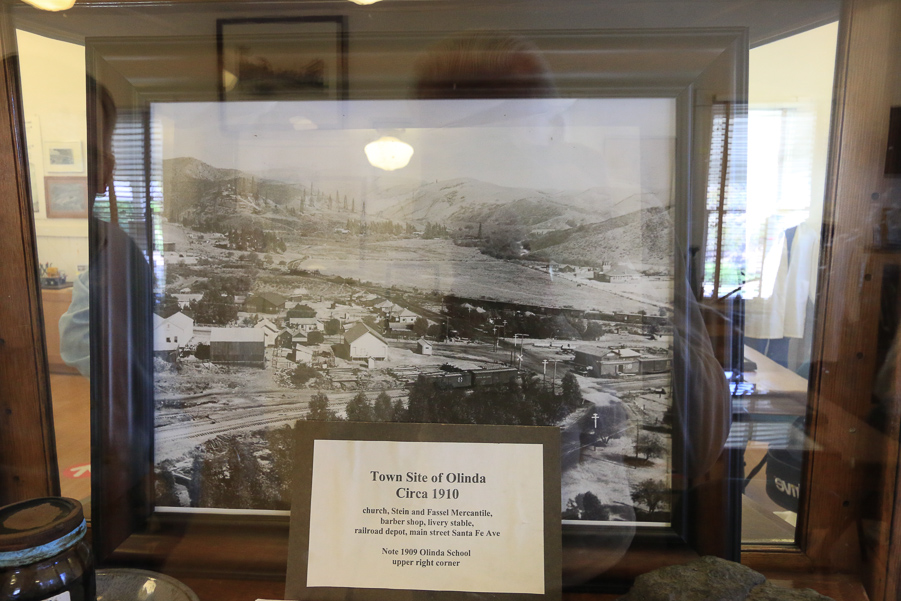 Town Site of Olinda
Circa 1910
church, Stein and Fassel Mercantile,
barber shop, livery stable,
railroad depot, main street Santa Fe Ave
Note 1909 Olinda School
upper right corner